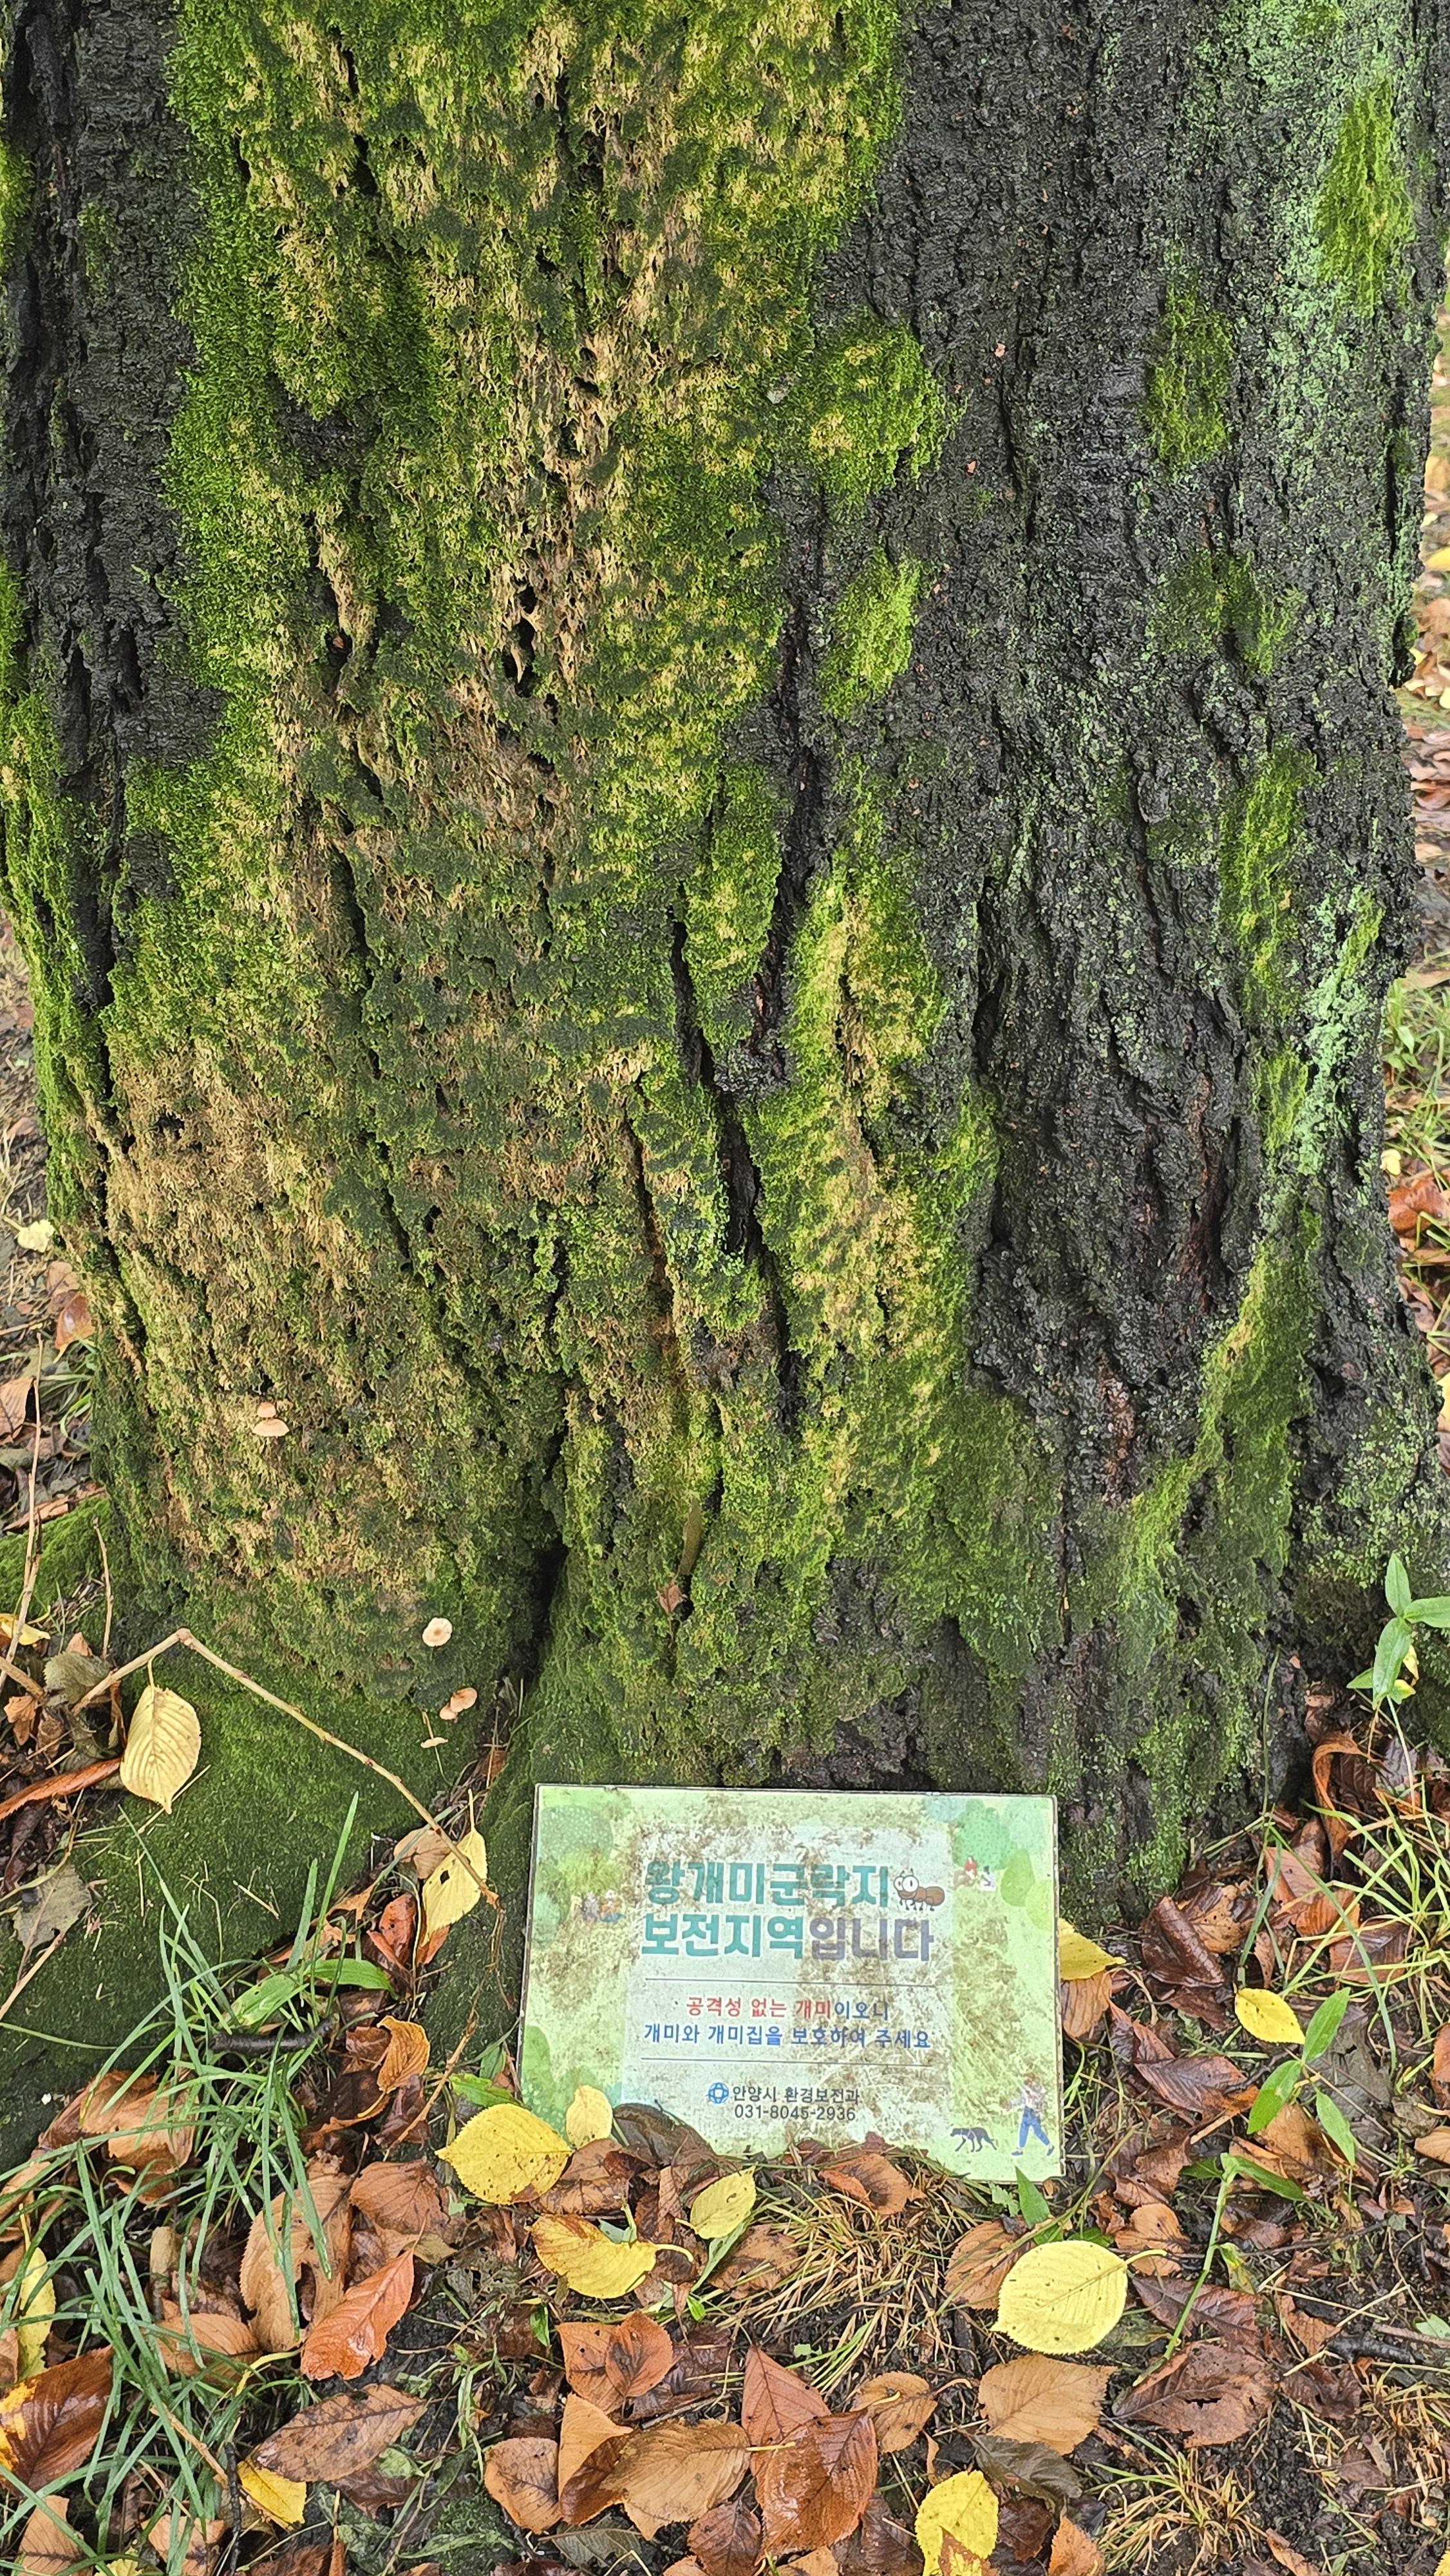 왕개미군락지
보전지역입니다
공격성 없는 개미이오니
개미와 개미집을 보호하여 주세요
안양시 환경보전과
031-8045-2936